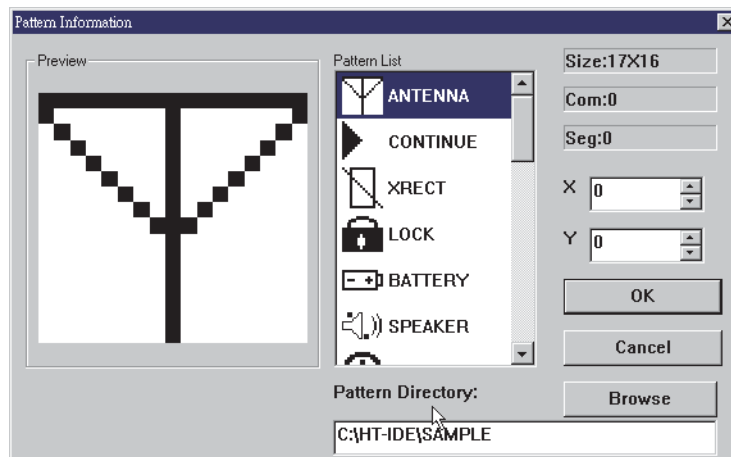 Pattern Information
Preview
Pattern List
ANTENNA
CONTINUE
XRECT
LOCK
BATTERY
SPEAKER
Size:17X16
Com:0
Seg:0
X 0
Y 0
OK
Cancel
Browse
Pattern Directory:
C:\HT-IDE\SAMPLE